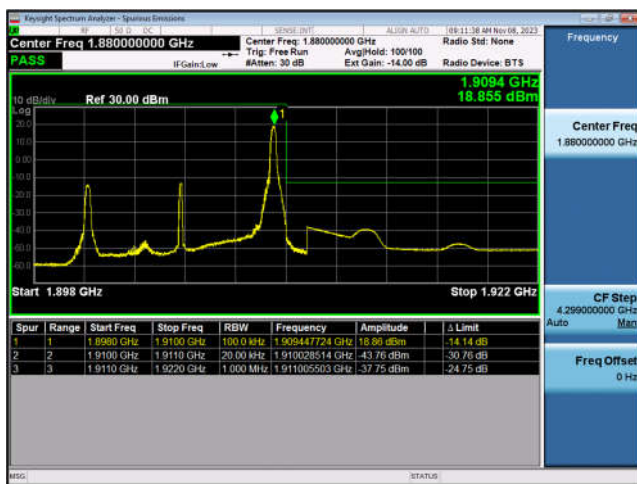 Keysight Spectrum Analyzer - Spurious Emissions
RF 50 Ω DC SENSE:INT ALIGN AUTO 09:11:38 AM Nov 08, 2023
Center Freq 1.880000000 GHz
Center Freq: 1.880000000 GHz Radio Std: None
Trig: Free Run Avg|Hold: 100/100
PASS IFGain:Low #Atten: 30 dB Ext Gain: -14.00 dB Radio Device: BTS
1.9094 GHz
18.855 dBm
10 dB/div Ref 30.00 dBm
Log
20.0
10.0
0.00
-10.0
-20.0
-30.0
-40.0
-50.0
-60.0
1
Start 1.898 GHz Stop 1.922 GHz
Spur Range Start Freq Stop Freq RBW Frequency Amplitude Δ Limit
1 1 1.8980 GHz 1.9100 GHz 100.0 kHz 1.909447724 GHz 18.86 dBm -14.14 dB
2 2 1.9100 GHz 1.9110 GHz 20.00 kHz 1.910028514 GHz -43.76 dBm -30.76 dB
3 3 1.9110 GHz 1.9220 GHz 1.000 MHz 1.911005503 GHz -37.75 dBm -24.75 dB
MSG STATUS
Frequency
Center Freq
1.880000000 GHz
CF Step
4.299000000 GHz
Auto Man
Freq Offset
0 Hz